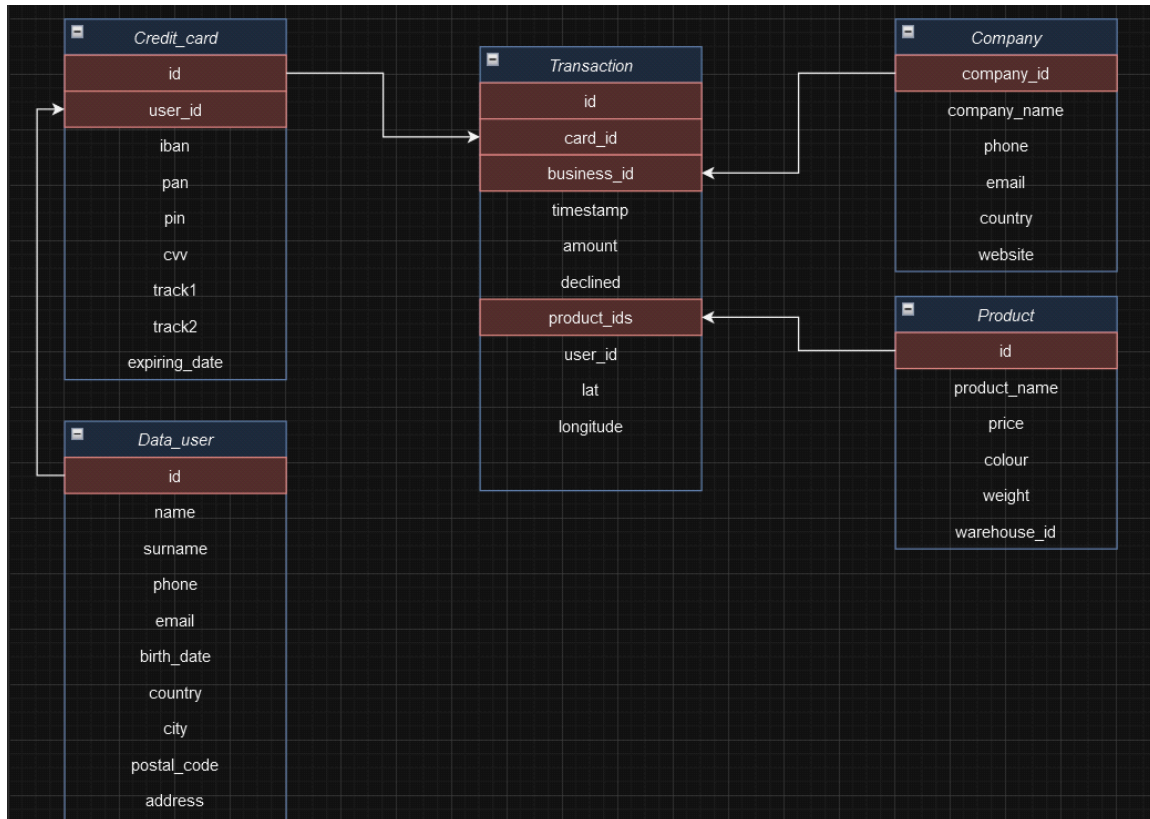 Credit_card
id
user_id
iban
pan
pin
cvv
track1
track2
expiring_date
Data_user
id
name
surname
phone
email
birth_date
country
city
postal_code
address
Transaction
id
card_id
business_id
timestamp
amount
declined
product_ids
user_id
lat
longitude
Company
company_id
company_name
phone
email
country
website
Product
id
product_name
price
colour
weight
warehouse_id